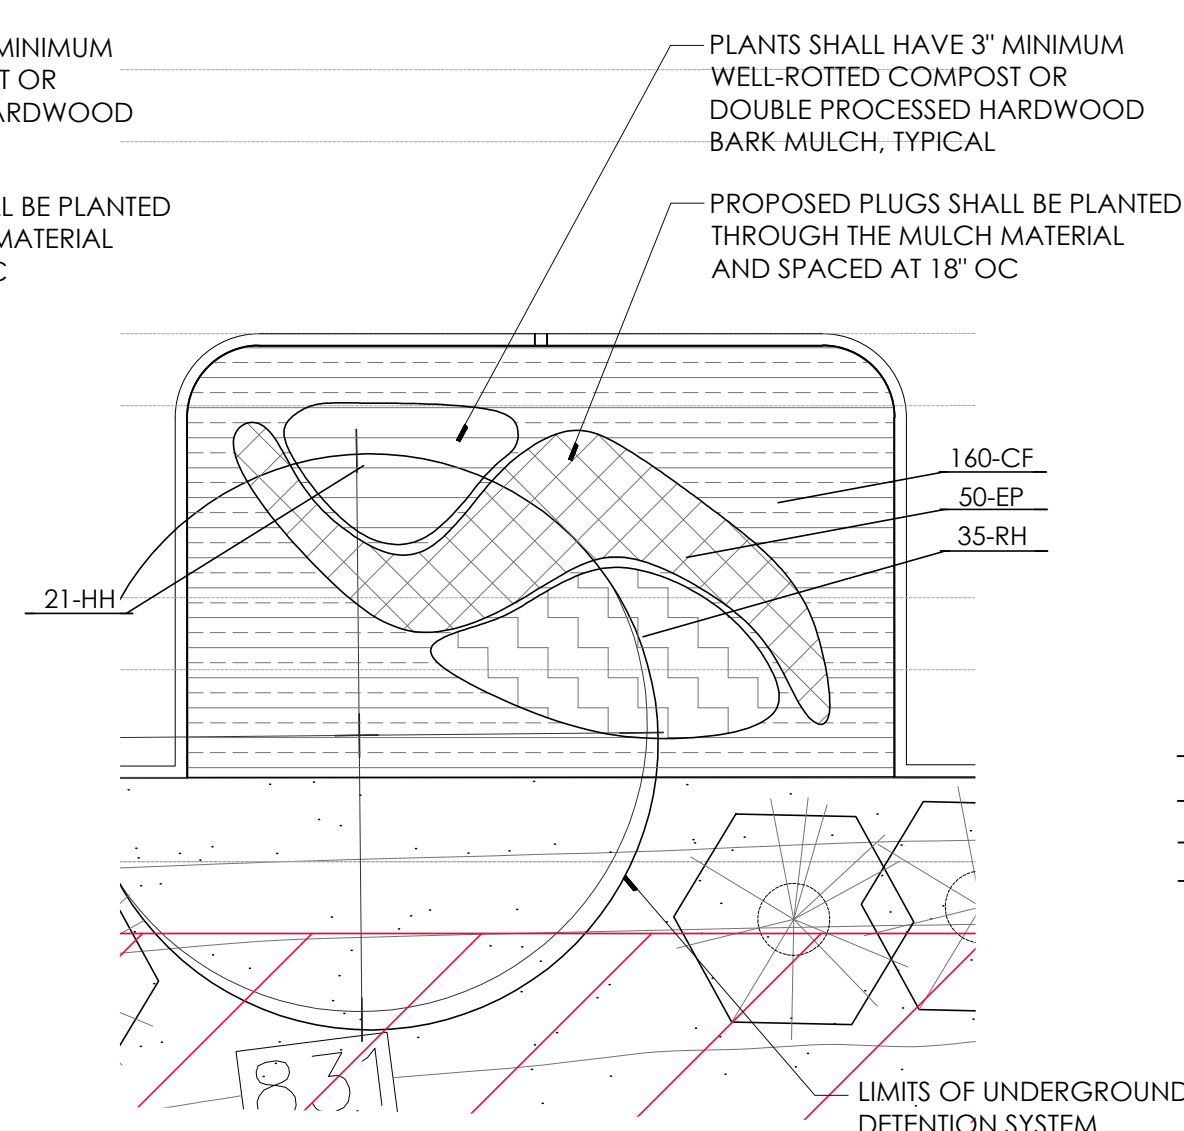 MINIMUM
T OR
ARDWOOD
L BE PLANTED
MATERIAL
C
PLANTS SHALL HAVE 3" MINIMUM
WELL-ROTTED COMPOST OR
DOUBLE PROCESSED HARDWOOD
BARK MULCH, TYPICAL
PROPOSED PLUGS SHALL BE PLANTED
THROUGH THE MULCH MATERIAL
AND SPACED AT 18" OC
160-CF
50-EP
35-RH
21-HH
831
LIMITS OF UNDERGROUND
DETENTION SYSTEM